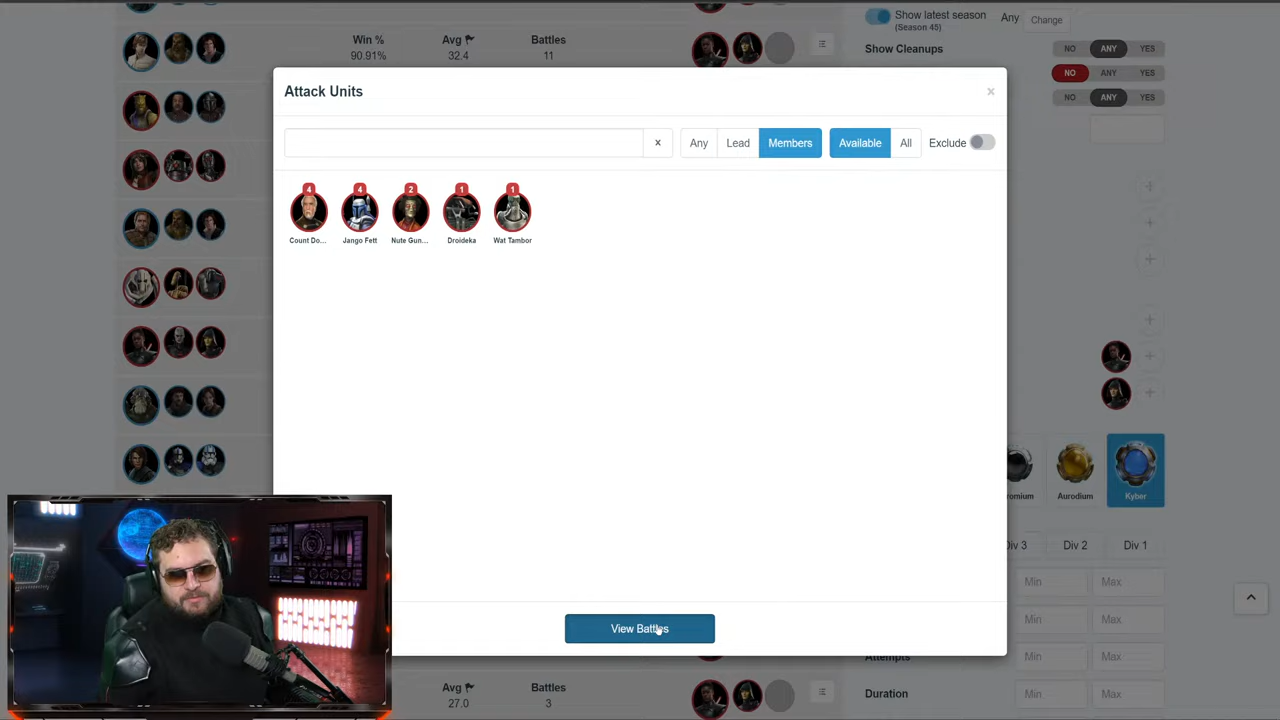 Show latest season
(Season 45)
Any
Change
Win %
Avg
Battles
90.91%
32.4
11
Show Cleanups
NO
ANY
YES
NO
ANY
YES
NO
ANY
YES
Attack Units
×
x
Any
Lead
Members
Available
All
Exclude
4
4
2
1
1
Count Do...
Jango Fett
Nute Gun...
Droideka
Wat Tambor
romium
Aurodium
Kyber
Div 3
Div 2
Div 1
Min
Max
Min
Max
View Battles
Attempts
Min
Max
Avg
Battles
27.0
3
Duration
Min
Max